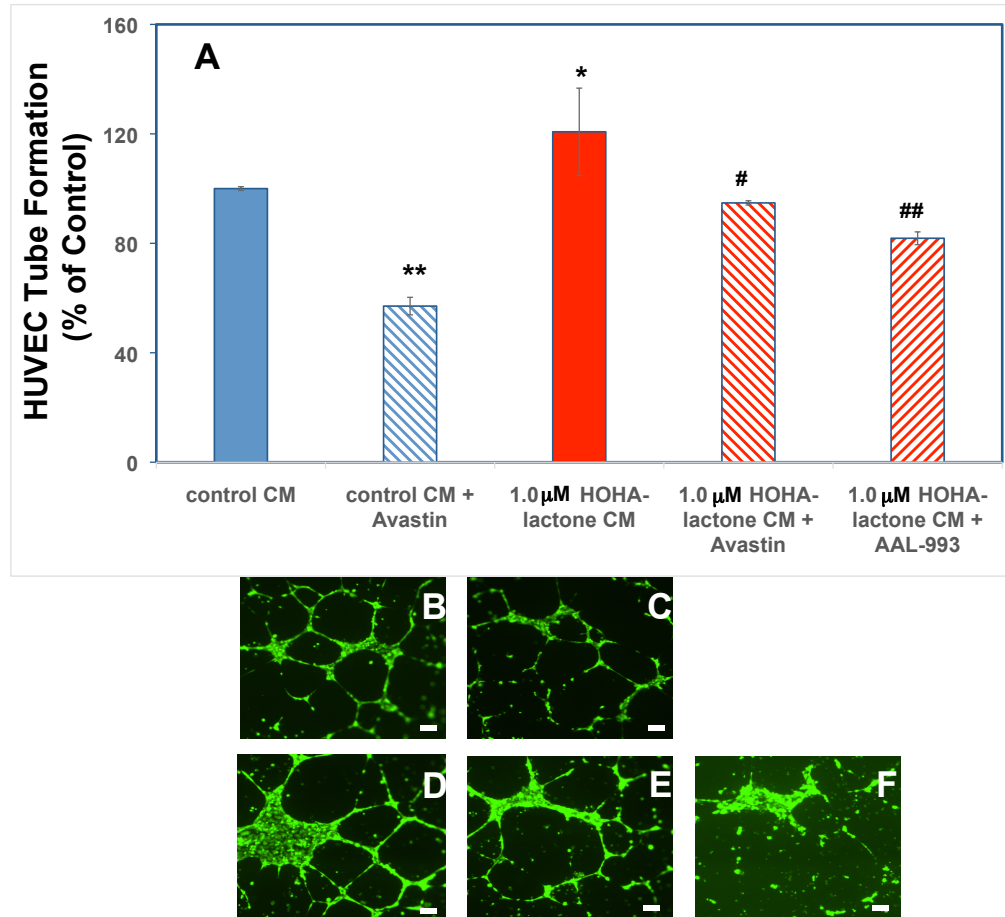 HUVEC Tube Formation
(% of Control)
160
120
80
40
0
A
**
*
#
##
control CM
control CM +
Avastin
1.0 μM HOHA-
lactone CM
1.0 μM HOHA-
lactone CM +
Avastin
1.0 μM HOHA-
lactone CM +
AAL-993
B
C
D
E
F